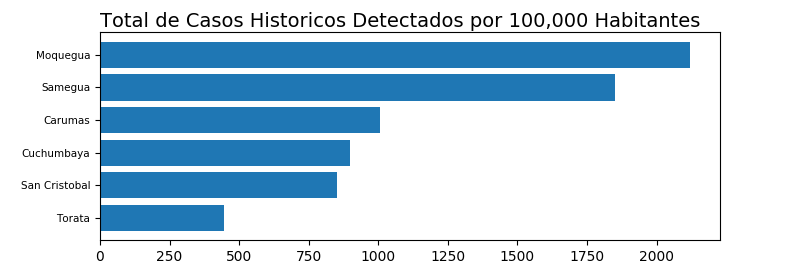 Total de Casos Historicos Detectados por 100,000 Habitantes
Moquegua
Samegua
Carumas
Cuchumbaya
San Cristobal
Torata
0 250 500 750 1000 1250 1500 1750 2000